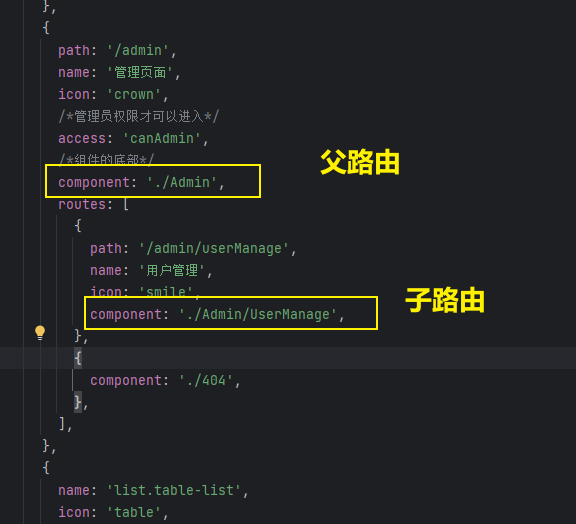 },
{
path: '/admin',
name: '管理页面',
icon: 'crown',
/*管理员权限才可以进入*/
access: 'canAdmin',
/*组件的底部*/
component: './Admin',
父路由
routes: [
{
path: '/admin/userManage',
name: '用户管理',
icon: 'smile',
component: './Admin/UserManage',
子路由
},
{
component: './404',
},
],
},
{
name: 'list.table-list',
icon: 'table',